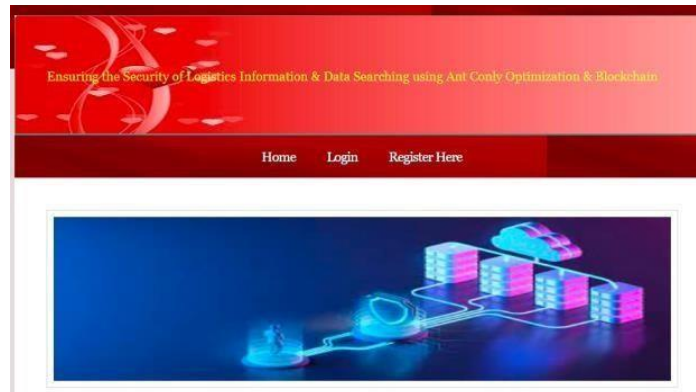 Ensuring the Security of Logistics Information & Data Searching using Ant Conly Optimization & Blockchain
Home Login Register Here